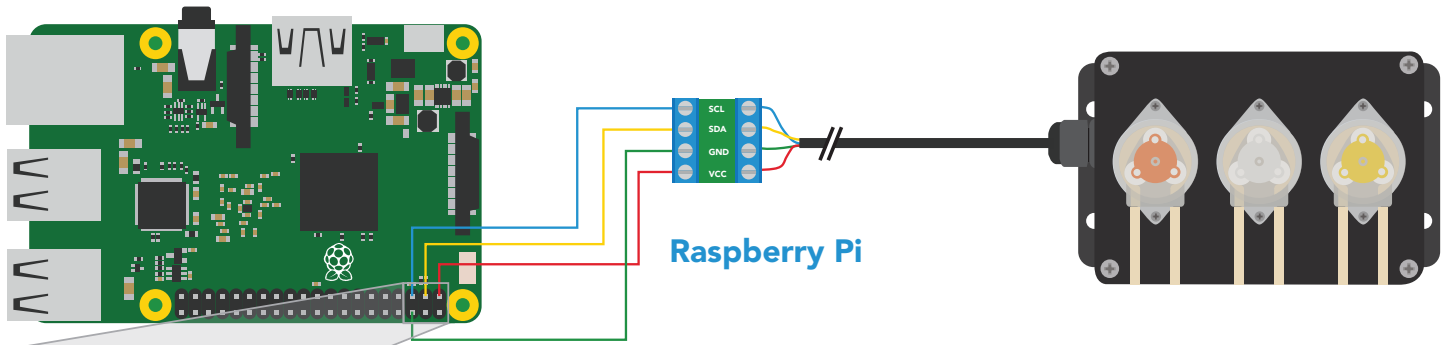 SCL
SDA
GND
VCC
Raspberry Pi